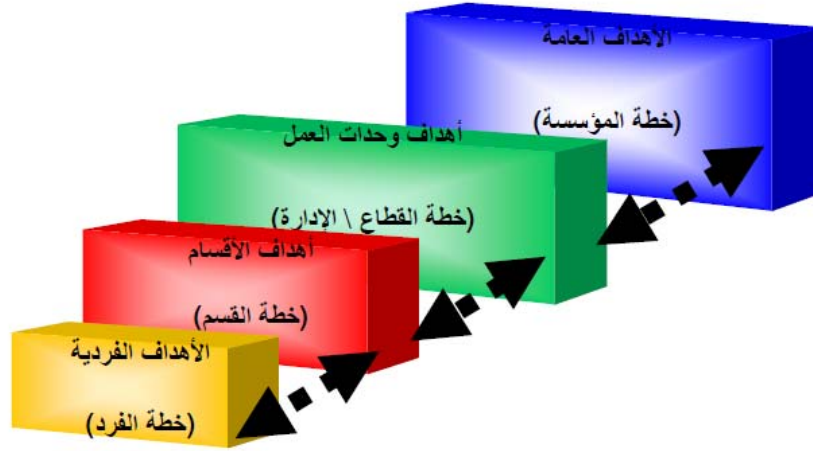 الأهداف العامة
(خطة المؤسسة)
أهداف وحدات العمل
(خطة القطاع \ الإدارة)
أهداف الأقسام
(خطة القسم)
الأهداف الفردية
(خطة الفرد)